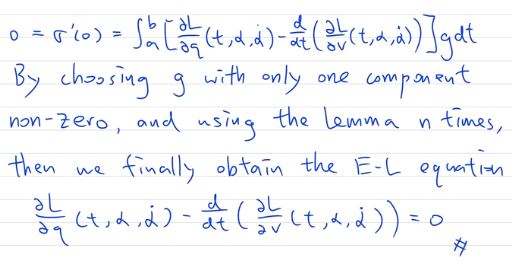 0 = σ'(0) = ∫ₐᵇ [∂L/∂q (t,α,α̇) - d/dt (∂L/∂v (t,α,α̇))] g dt
By choosing g with only one component
non-zero, and using the lemma n times,
then we finally obtain the E-L equation
∂L/∂q (t,α,α̇) - d/dt (∂L/∂v (t,α,α̇)) = 0
#